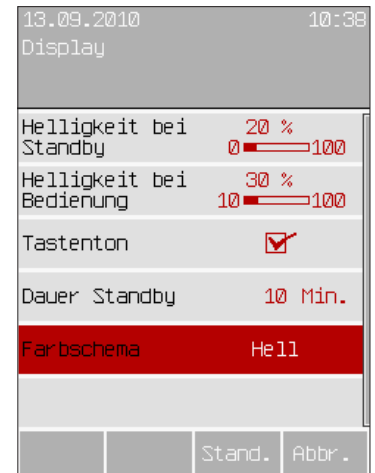 13.09.2010 10:38
Display
Helligkeit bei 20 %
Standby 0 100
Helligkeit bei 30 %
Bedienung 10 100
Tastenton
Dauer Standby 10 Min.
Farbschema Hell
Stand. Abbr.